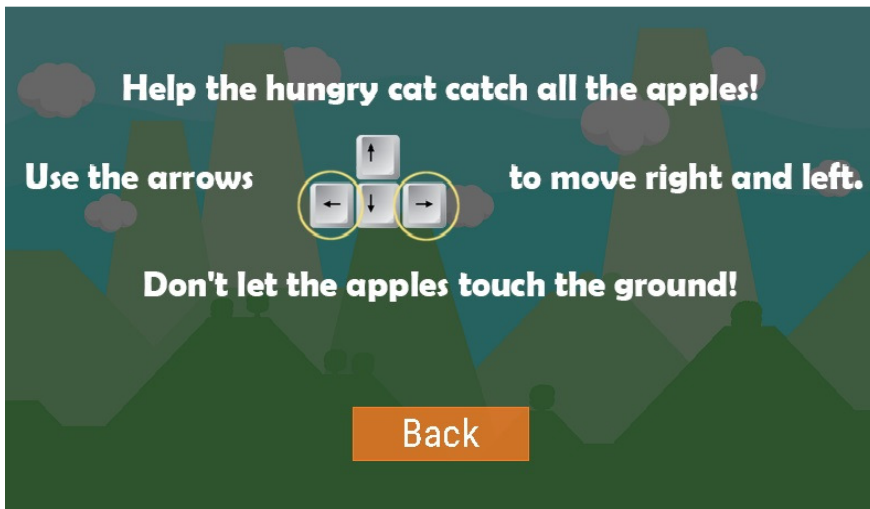 Help the hungry cat catch all the apples!
Use the arrows ↑ ← ↓ → to move right and left.
Don't let the apples touch the ground!
Back